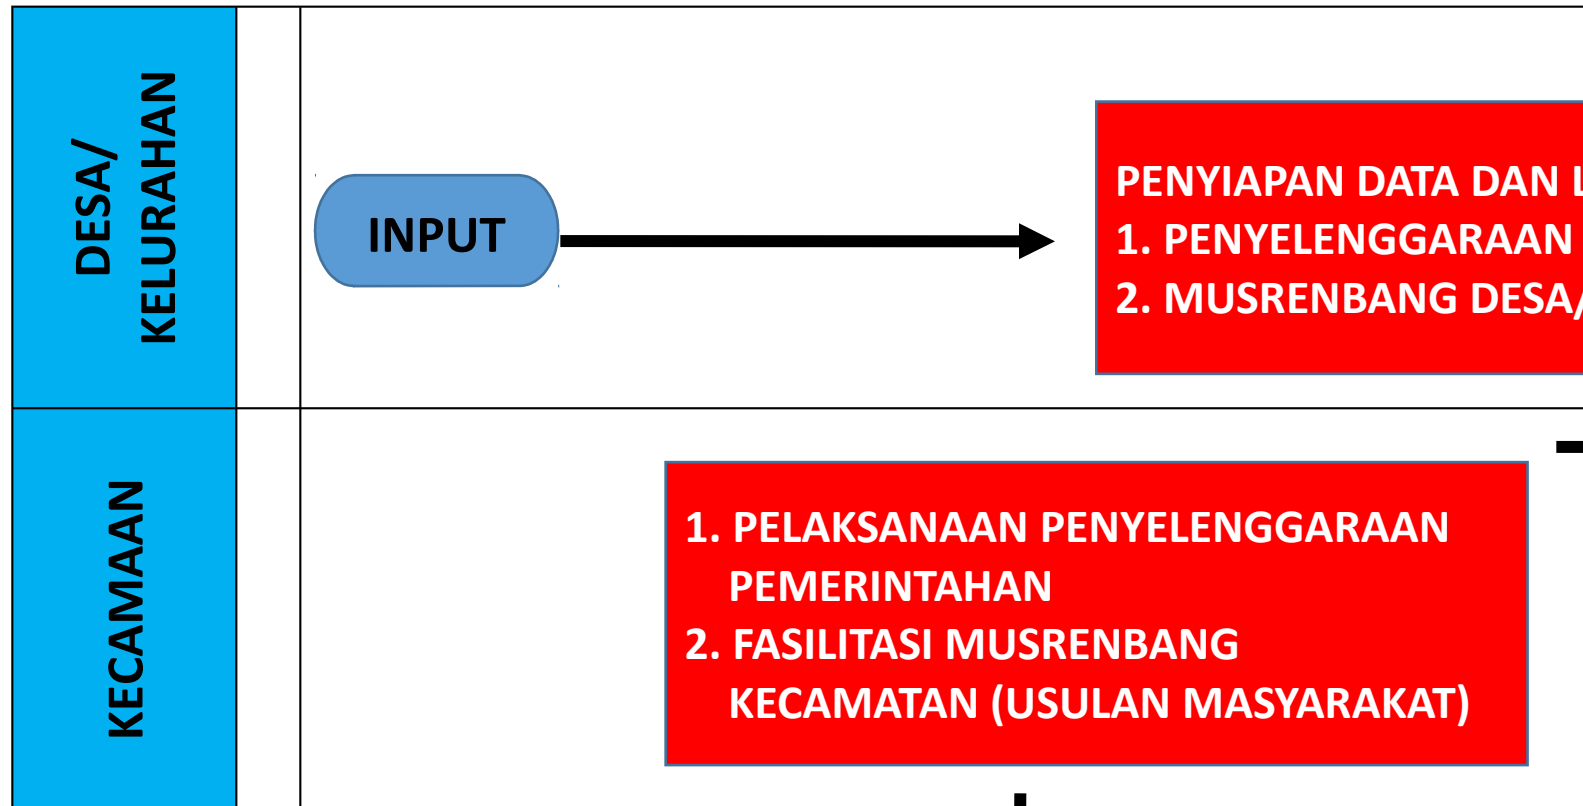 DESA/
KELURAHAN
INPUT
PENYIAPAN DATA DAN
1. PENYELENGGARAAN
2. MUSRENBANG DESA/
KECAMAAN
1. PELAKSANAAN PENYELENGGARAAN
PEMERINTAHAN
2. FASILITASI MUSRENBANG
KECAMATAN (USULAN MASYARAKAT)